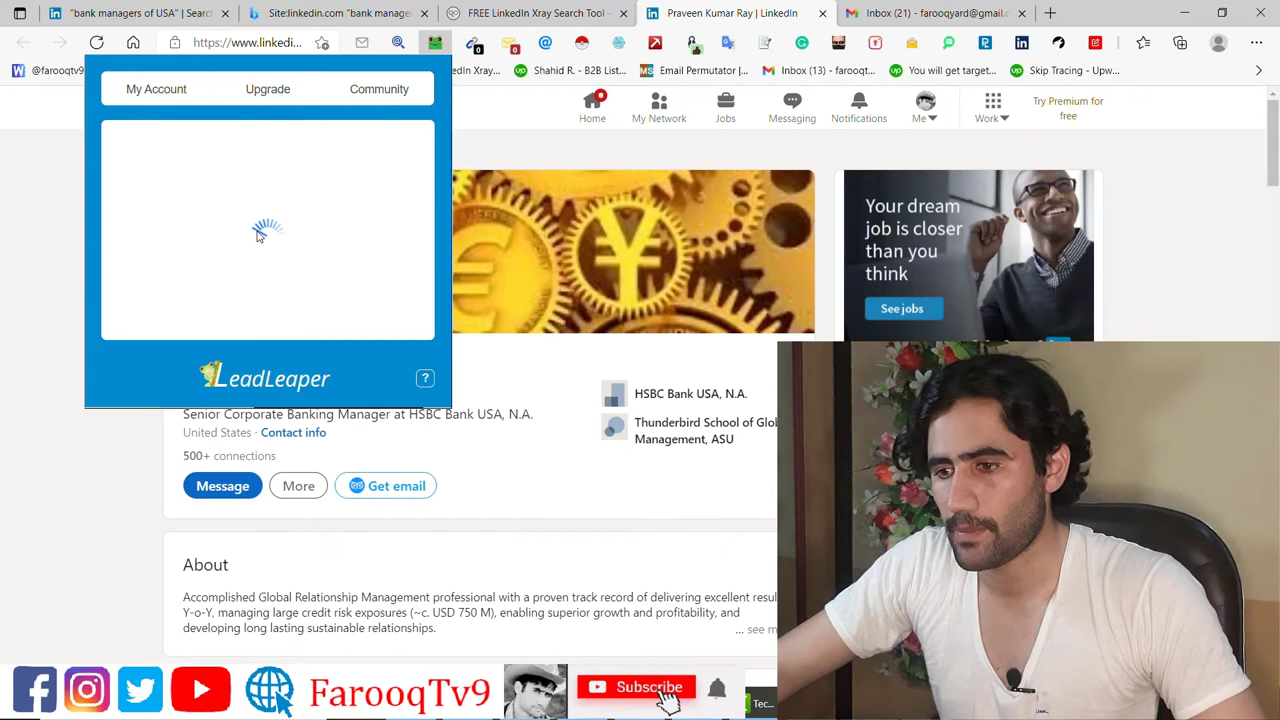 "bank managers of USA" | Searc
Site:linkedin.com "bank manager
FREE LinkedIn Xray Search Tool –
Praveen Kumar Ray | LinkedIn
Inbox (21) - farooqyard@gmail.c
https://www.linkedi...
@farooqtv9
kedIn Xray...
Shahid R. - B2B List...
Email Permutator |...
Inbox (13) - farooqt...
You will get target...
Skip Tracing - Upw...
My Account
Upgrade
Community
Home
My Network
Jobs
Messaging
Notifications
Me
Work
Try Premium for
free
Your dream
job is closer
than you
think
See jobs
LeadLeaper
?
Senior Corporate Banking Manager at HSBC Bank USA, N.A.
United States · Contact info
500+ connections
HSBC Bank USA, N.A.
Thunderbird School of Glob
Management, ASU
Message
More
Get email
About
Accomplished Global Relationship Management professional with a proven track record of delivering excellent resul
Y-o-Y, managing large credit risk exposures (~c. USD 750 M), enabling superior growth and profitability, and
developing long lasting sustainable relationships.
... see m
FarooqTv9
Subscribe
Tec...